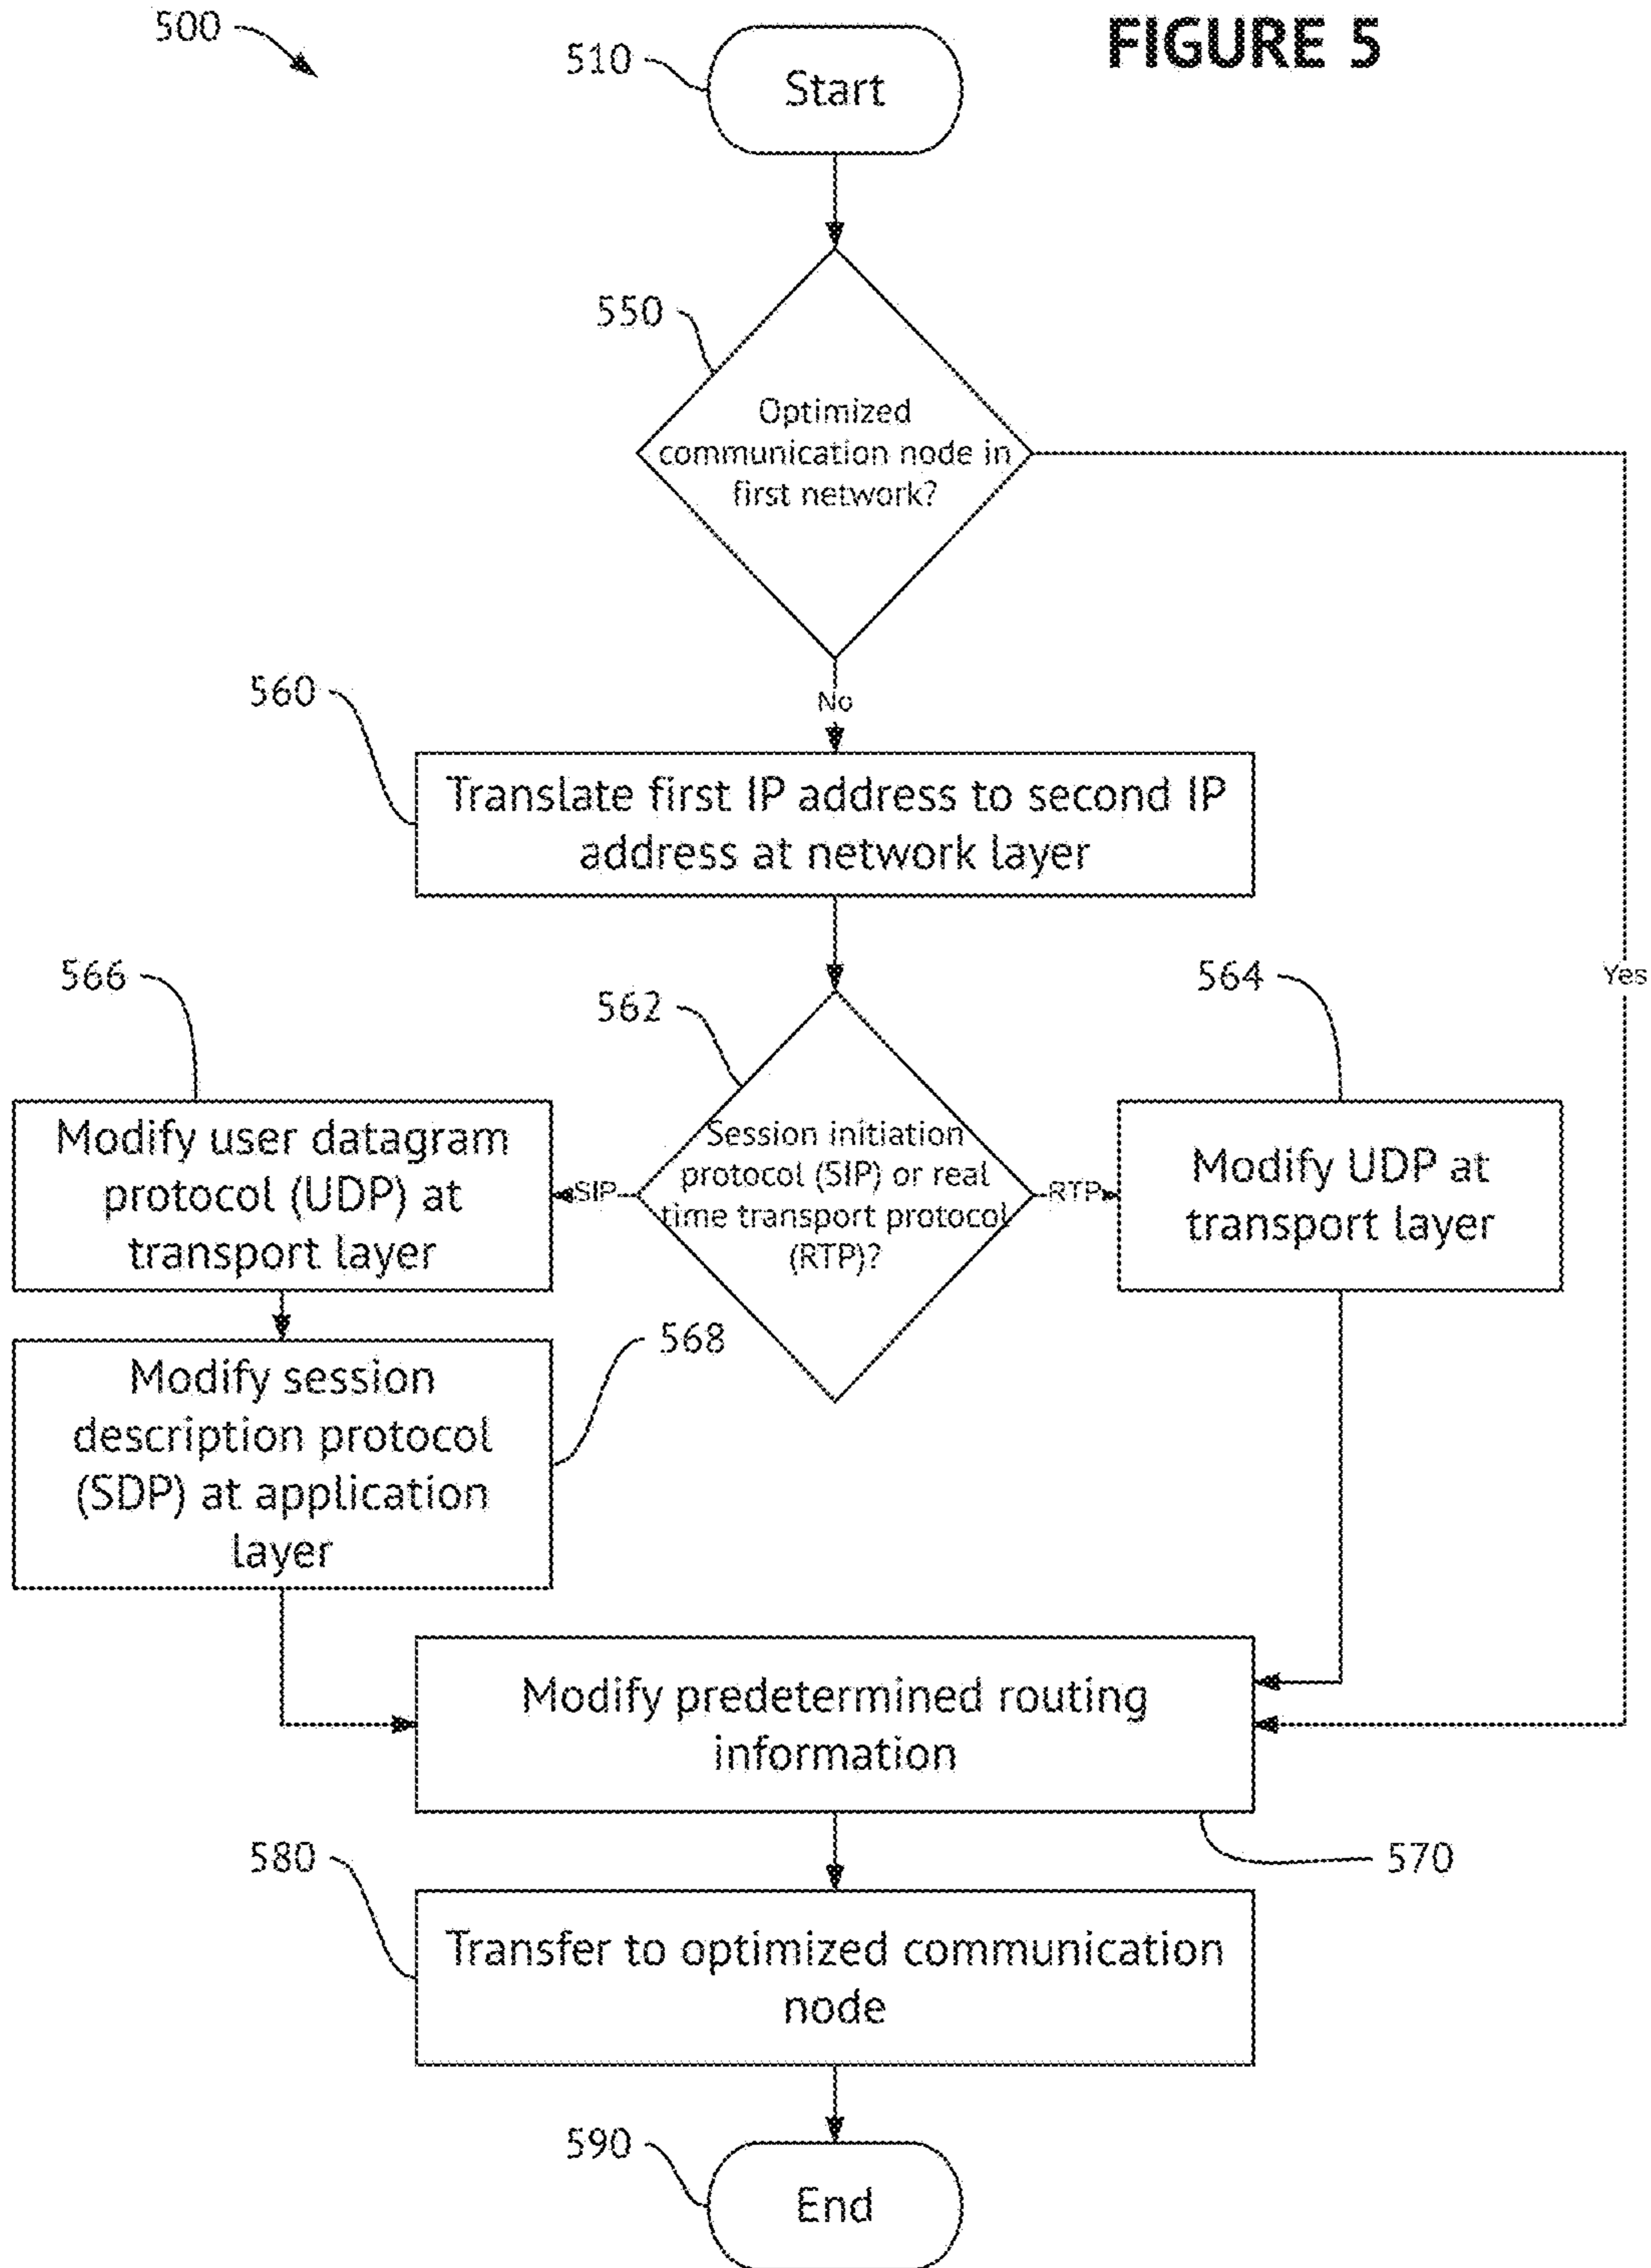 500
510
Start
FIGURE 5
550
Optimized
communication node in
first network?
No
560
Translate first IP address to second IP
address at network layer
566
562
564
Yes
Modify user datagram
protocol (UDP) at
transport layer
SIP
Session initiation
protocol (SIP) or real
time transport protocol
(RTP)?
RTP
Modify UDP at
transport layer
568
Modify session
description protocol
(SDP) at application
layer
Modify predetermined routing
information
570
580
Transfer to optimized communication
node
590
End